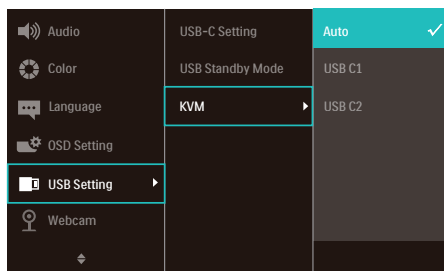 Audio
Color
Language
OSD Setting
USB Setting
Webcam
USB-C Setting
USB Standby Mode
KVM
Auto
USB C1
USB C2